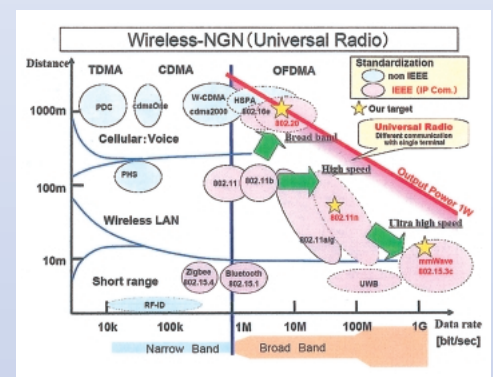 Wireless-NGN(Universal Radio)
Distance
TDMA
CDMA
OFDMA
Standardization
non IEEE
IEEE (IP Com.)
Our target
1000m
PDC
cdmaOne
W-CDMA
cdma2000
HSPA
802.16e
802.20
Universal Radio
Different communication
with single terminal
Cellular:Voice
Broad band
Output Power 1W
PHS
High speed
100m
802.11
802.11b
802.11n
Wireless LAN
Ultra high speed
802.11a/g
mmWave
802.15.3c
10m
Short range
Zigbee
802.15.4
Bluetooth
802.15.1
UWB
RF-ID
10k
100k
1M
10M
100M
1G
Data rate
[bit/sec]
Narrow Band
Broad Band